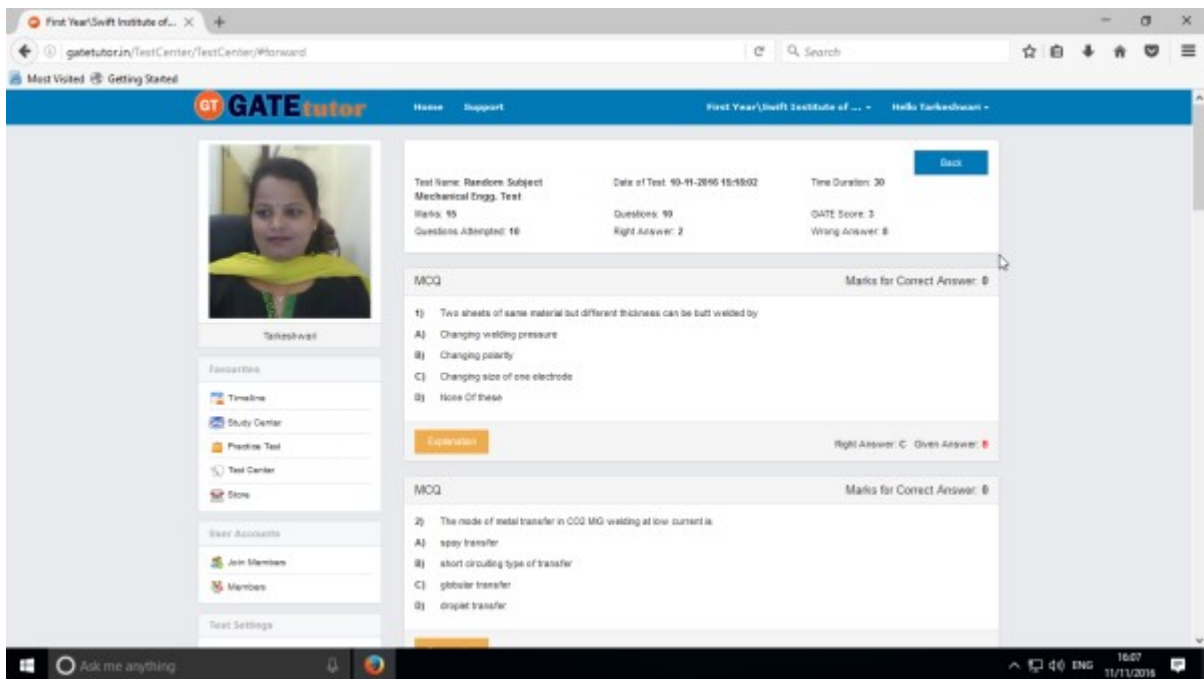 First Year\Swift Institute of...
gatetutor.in/TestCenter/TestCenter/#forward
Search
Most Visited Getting Started
GT GATEtutor Home Support First Year\Swift Institute of ... Hello Tarkeshwari
Back
Test Name: Random Subject Mechanical Engg. Test
Date of Test: 10-11-2016 15:18:02
Time Duration: 30
Marks: 15
Questions: 10
GATE Score: 3
Questions Attempted: 10
Right Answer: 2
Wrong Answer: 8
Tarkeshwari
Favourites
Timeline
Study Center
Practice Test
Test Center
Store
User Accounts
Join Members
Members
Test Settings
MCQ Marks for Correct Answer: 0
1) Two sheets of same material but different thickness can be butt welded by
A) Changing welding pressure
B) Changing polarity
C) Changing size of one electrode
D) None Of these
Explanation Right Answer: C Given Answer: B
MCQ Marks for Correct Answer: 0
2) The mode of metal transfer in CO2 MIG welding at low current is.
A) spay transfer
B) short circuiting type of transfer
C) globular transfer
D) droplet transfer
Ask me anything
ENG
16:07
11/11/2016